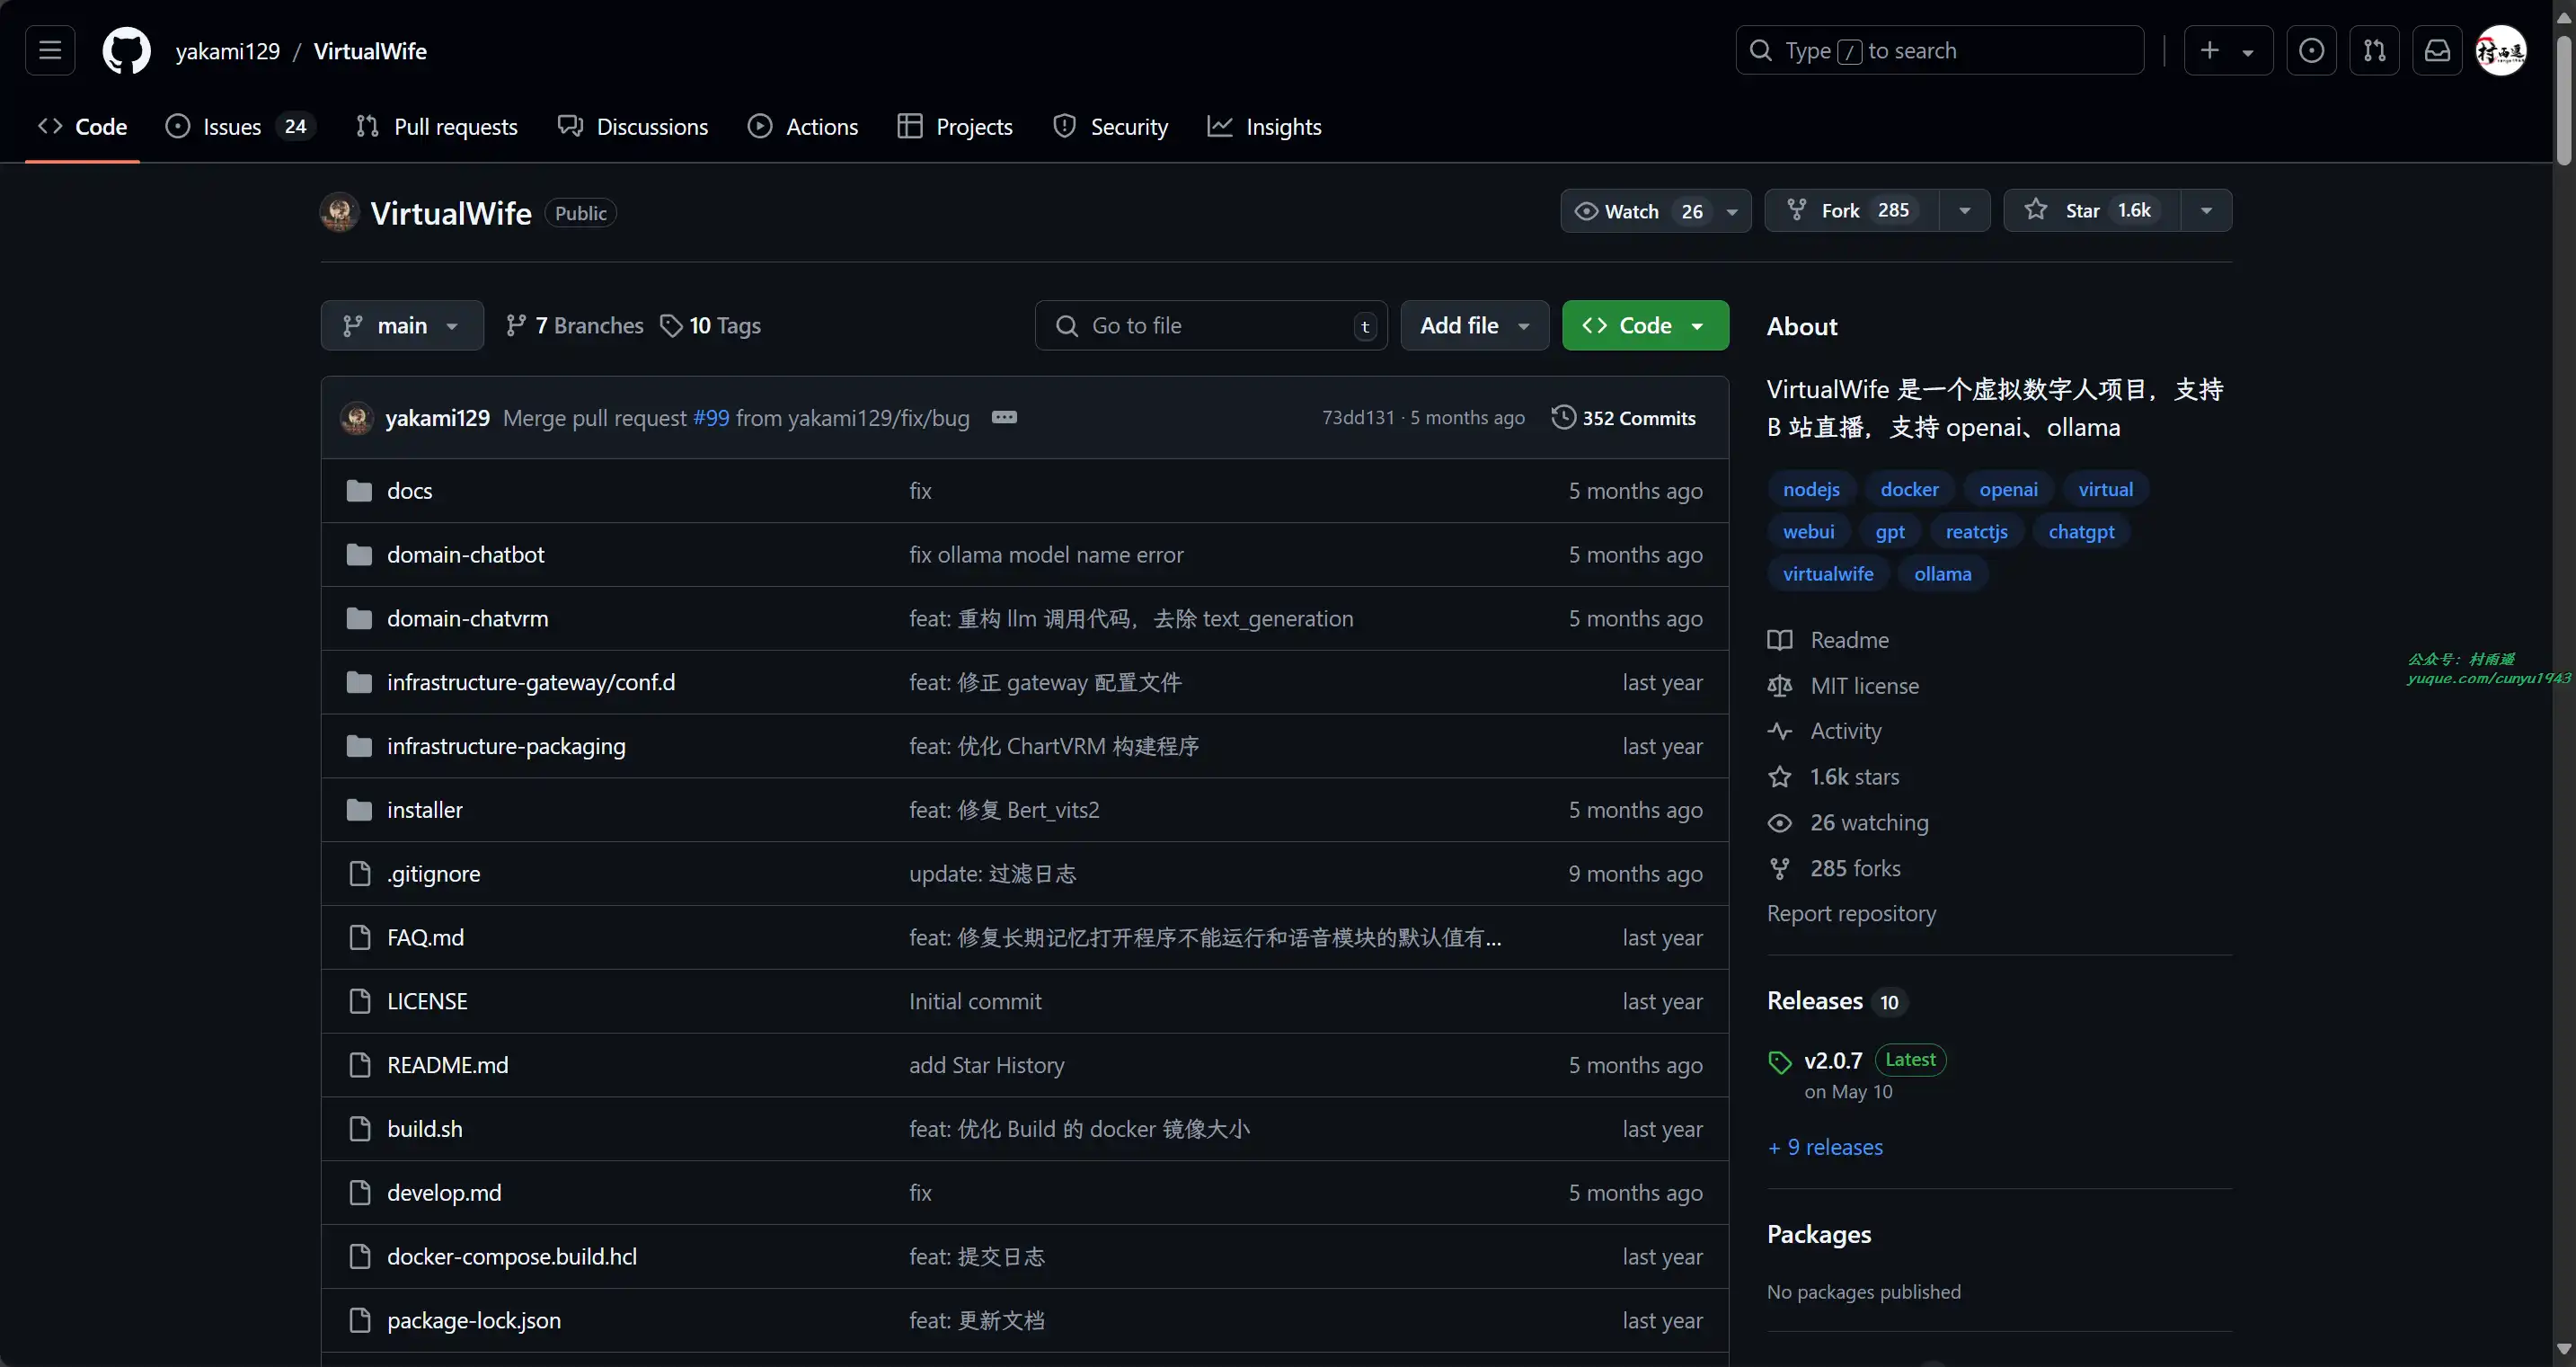 yakami129 / VirtualWife
Type / to search
Code Issues 24 Pull requests Discussions Actions Projects Security Insights
VirtualWife Public
Watch 26 Fork 285 Star 1.6k
main 7 Branches 10 Tags
Go to file t Add file Code
yakami129 Merge pull request #99 from yakami129/fix/bug 73dd131 · 5 months ago 352 Commits
docs fix 5 months ago
domain-chatbot fix ollama model name error 5 months ago
domain-chatvrm feat: 重构 llm 调用代码，去除 text_generation 5 months ago
infrastructure-gateway/conf.d feat: 修正 gateway 配置文件 last year
infrastructure-packaging feat: 优化 ChartVRM 构建程序 last year
installer feat: 修复 Bert_vits2 5 months ago
.gitignore update: 过滤日志 9 months ago
FAQ.md feat: 修复长期记忆打开程序不能运行和语音模块的默认值有... last year
LICENSE Initial commit last year
README.md add Star History 5 months ago
build.sh feat: 优化 Build 的 docker 镜像大小 last year
develop.md fix 5 months ago
docker-compose.build.hcl feat: 提交日志 last year
package-lock.json feat: 更新文档 last year
About
VirtualWife 是一个虚拟数字人项目，支持
B 站直播，支持 openai、ollama
nodejs docker openai virtual
webui gpt reatctjs chatgpt
virtualwife ollama
Readme
MIT license
Activity
1.6k stars
26 watching
285 forks
Report repository
Releases 10
v2.0.7 Latest
on May 10
+ 9 releases
Packages
No packages published
公众号：村雨遥
yuque.com/cunyu1943